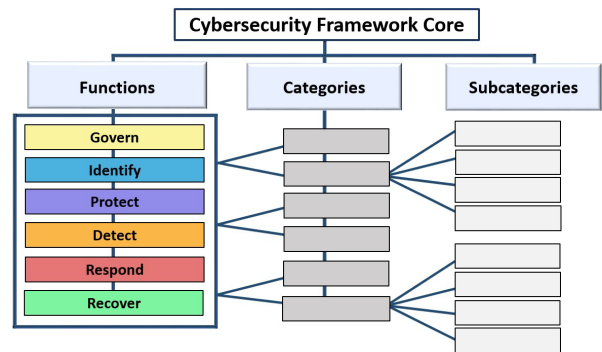 Cybersecurity Framework Core
Functions
Categories
Subcategories
Govern
Identify
Protect
Detect
Respond
Recover